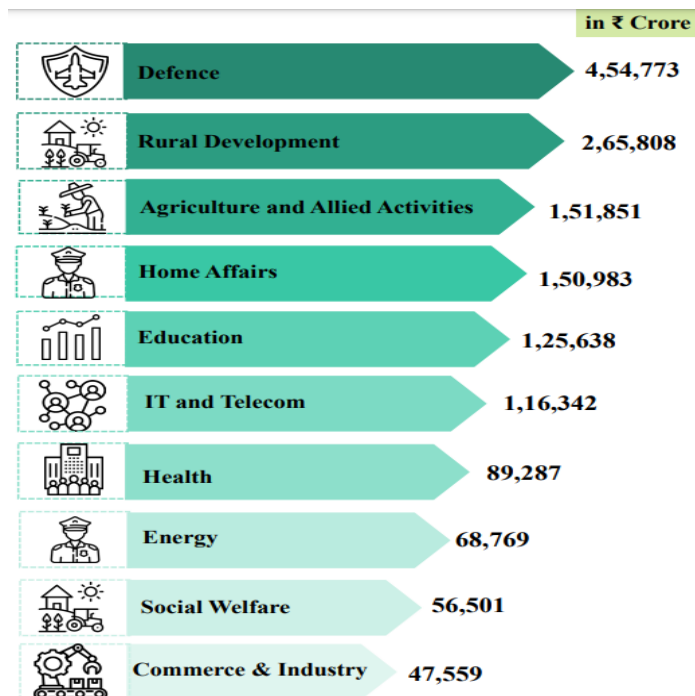 in ₹ Crore
Defence 4,54,773
Rural Development 2,65,808
Agriculture and Allied Activities 1,51,851
Home Affairs 1,50,983
Education 1,25,638
IT and Telecom 1,16,342
Health 89,287
Energy 68,769
Social Welfare 56,501
Commerce & Industry 47,559